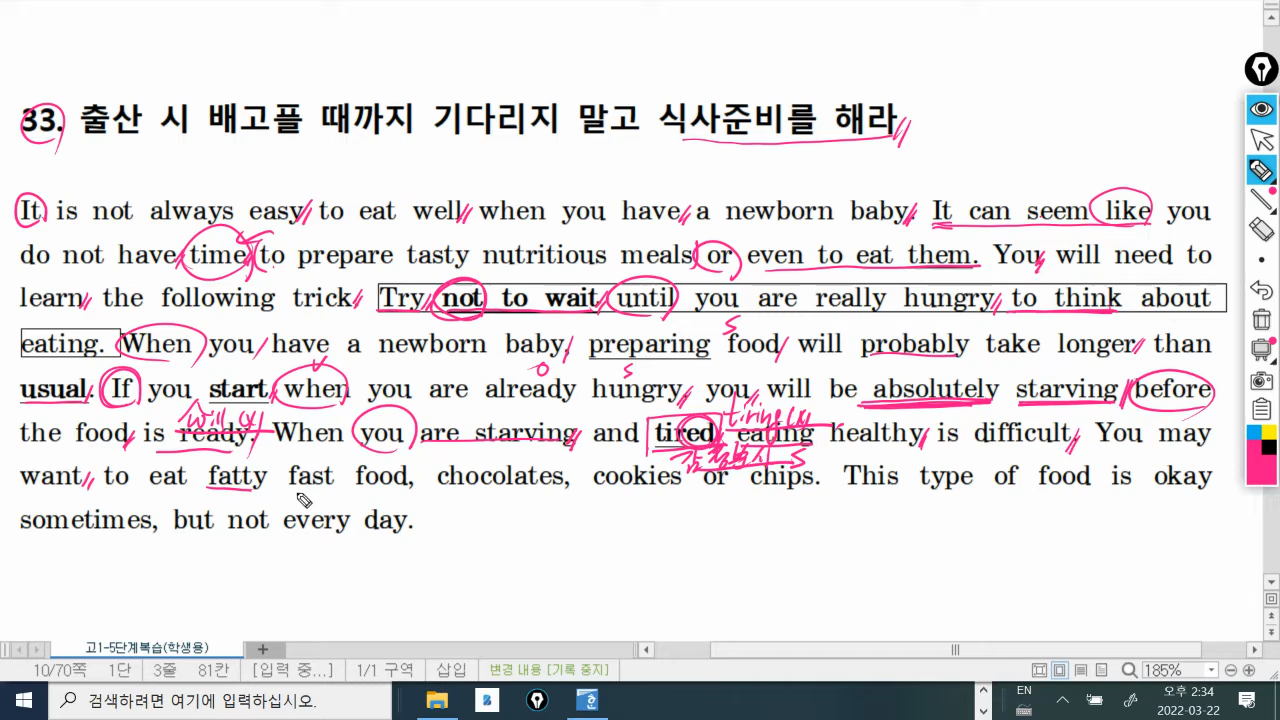 33. 출산 시 배고플 때까지 기다리지 말고 식사준비를 해라
It is not always easy to eat well when you have a newborn baby. It can seem like you
do not have time to prepare tasty nutritious meals or even to eat them. You will need to
learn the following trick. Try not to wait until you are really hungry to think about
eating. When you have a newborn baby, preparing food will probably take longer than
usual. If you start when you are already hungry, you will be absolutely starving before
the food is ready. When you are starving and tired, eating healthy is difficult. You may
want to eat fatty fast food, chocolates, cookies or chips. This type of food is okay
sometimes, but not every day.
S
O
S
will (X)
tiring (X)
S
고1-5단계복습(학생용)
10/70쪽 1단 3줄 81칸 [입력 중...] 1/1 구역 삽입 변경 내용 [기록 중지] 185%
검색하려면 여기에 입력하십시오.
EN
오후 2:34
2022-03-22